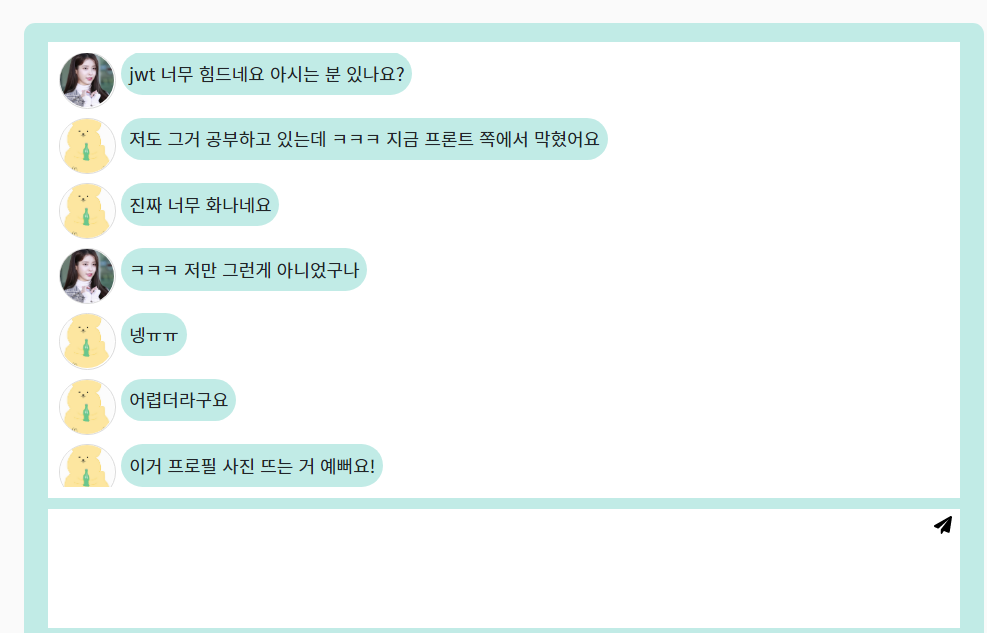 jwt 너무 힘드네요 아시는 분 있나요?
저도 그거 공부하고 있는데 ㅋㅋㅋ 지금 프론트 쪽에서 막혔어요
진짜 너무 화나네요
ㅋㅋㅋ 저만 그런게 아니었구나
넹ㅠㅠ
어렵더라구요
이거 프로필 사진 뜨는 거 예뻐요!